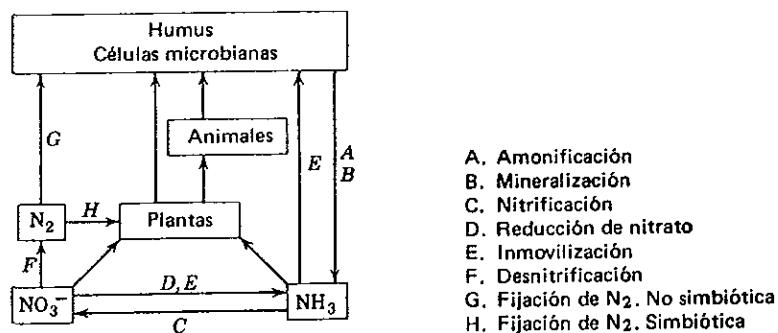 Humus
Células microbianas
G
Animales
E
A
B
N₂
H
Plantas
F
D, E
NO₃⁻
NH₃
C
A. Amonificación
B. Mineralización
C. Nitrificación
D. Reducción de nitrato
E. Inmovilización
F. Desnitrificación
G. Fijación de N₂. No simbiótica
H. Fijación de N₂. Simbiótica